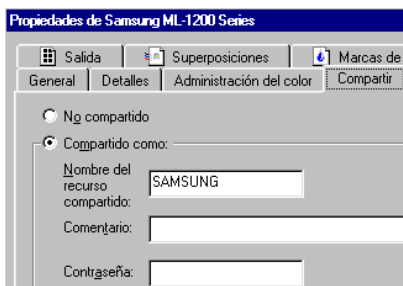 Propiedades de Samsung ML-1200 Series
Salida Superposiciones Marcas de
General Detalles Administración del color Compartir
No compartido
Compartido como:
Nombre del
recurso
compartido:
SAMSUNG
Comentario:
Contraseña: